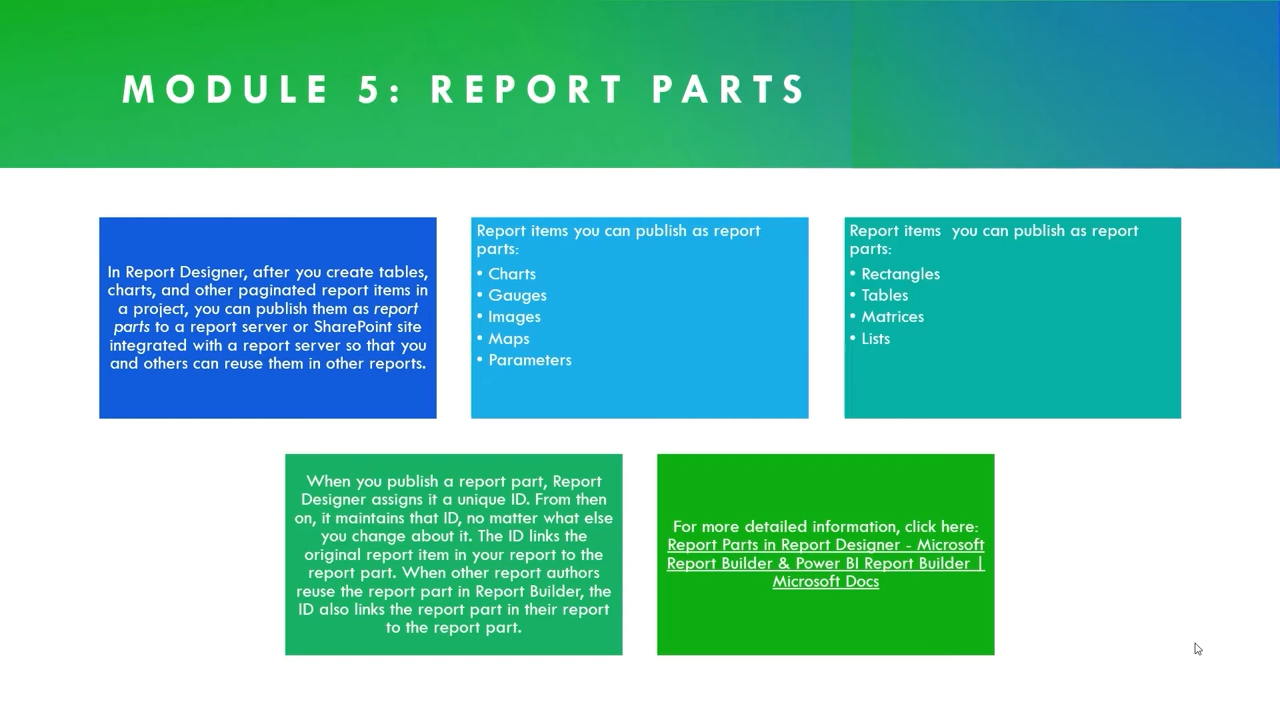 MODULE 5: REPORT PARTS
In Report Designer, after you create tables,
charts, and other paginated report items in
a project, you can publish them as report
parts to a report server or SharePoint site
integrated with a report server so that you
and others can reuse them in other reports.
Report items you can publish as report
parts:
• Charts
• Gauges
• Images
• Maps
• Parameters
Report items  you can publish as report
parts:
• Rectangles
• Tables
• Matrices
• Lists
When you publish a report part, Report
Designer assigns it a unique ID. From then
on, it maintains that ID, no matter what else
you change about it. The ID links the
original report item in your report to the
report part. When other report authors
reuse the report part in Report Builder, the
ID also links the report part in their report
to the report part.
For more detailed information, click here:
Report Parts in Report Designer - Microsoft
Report Builder & Power BI Report Builder |
Microsoft Docs